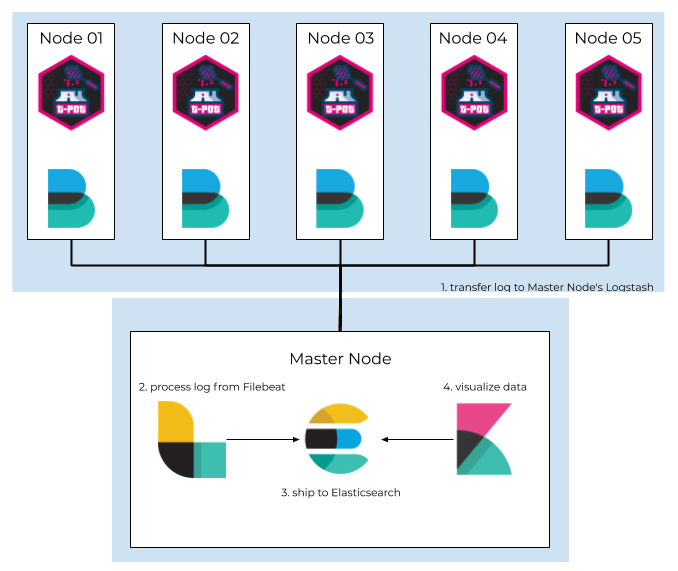 Node 01
Node 02
Node 03
Node 04
Node 05
t-pot
t-pot
t-pot
t-pot
t-pot
1. transfer log to Master Node's Logstash
Master Node
2. process log from Filebeat
4. visualize data
3. ship to Elasticsearch